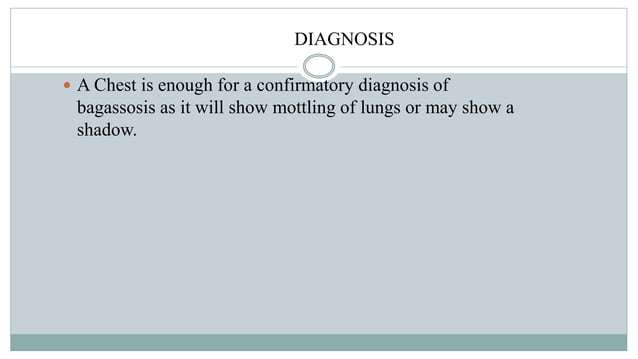 DIAGNOSIS
A Chest is enough for a confirmatory diagnosis of
bagassosis as it will show mottling of lungs or may show a
shadow.